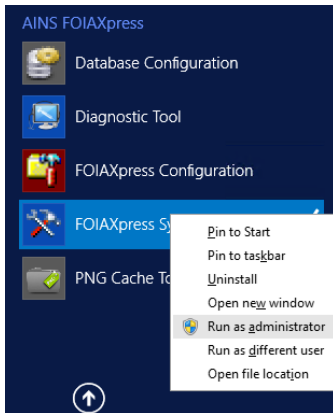 AINS FOIAXpress
Database Configuration
Diagnostic Tool
FOIAXpress Configuration
FOIAXpress Sy
PNG Cache To
Pin to Start
Pin to taskbar
Uninstall
Open new window
Run as administrator
Run as different user
Open file location